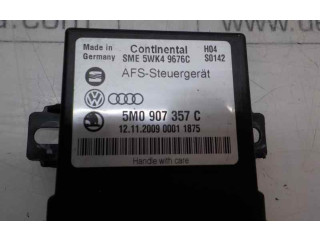 Made in
Germany
Continental
SME 5WK4 9676C
H04
S0142
AFS-Steuergerät
5M0 907 357 C
12.11.2009 0001 1875
Handle with care